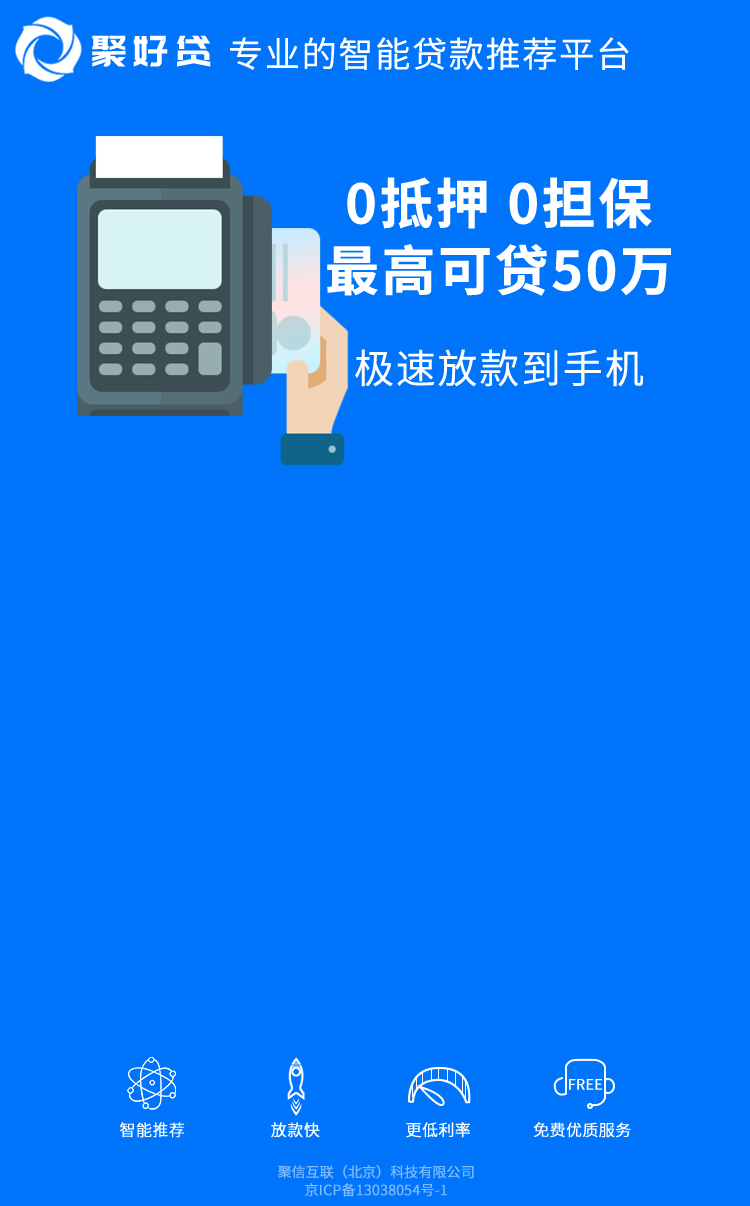 聚好贷 专业的智能贷款推荐平台
0抵押 0担保
最高可贷50万
极速放款到手机
FREE
智能推荐 放款快 更低利率 免费优质服务
聚信互联（北京）科技有限公司
京ICP备13038054号-1